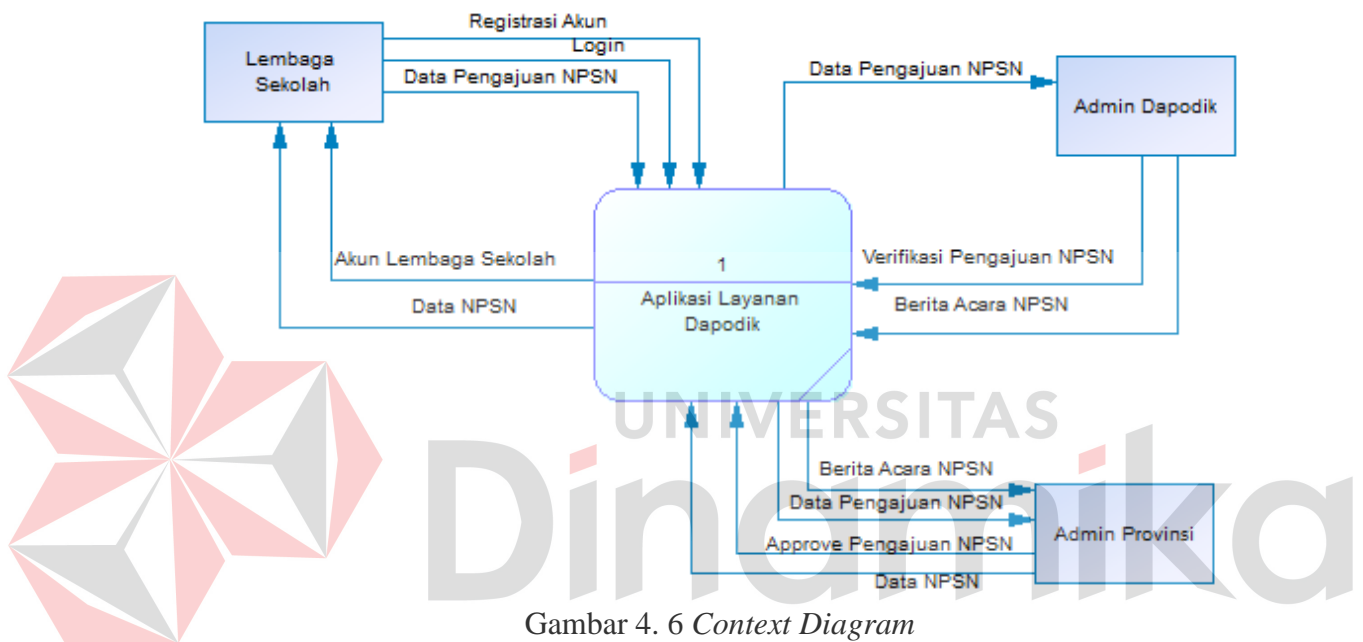 Registrasi Akun
Login
Data Pengajuan NPSN
Lembaga
Sekolah
Data Pengajuan NPSN
Admin Dapodik
Akun Lembaga Sekolah
Data NPSN
1
Aplikasi Layanan
Dapodik
Verifikasi Pengajuan NPSN
Berita Acara NPSN
UNIVERSITAS
Dinamika
Berita Acara NPSN
Data Pengajuan NPSN
Approve Pengajuan NPSN
Data NPSN
Admin Provinsi
Gambar 4. 6 Context Diagram